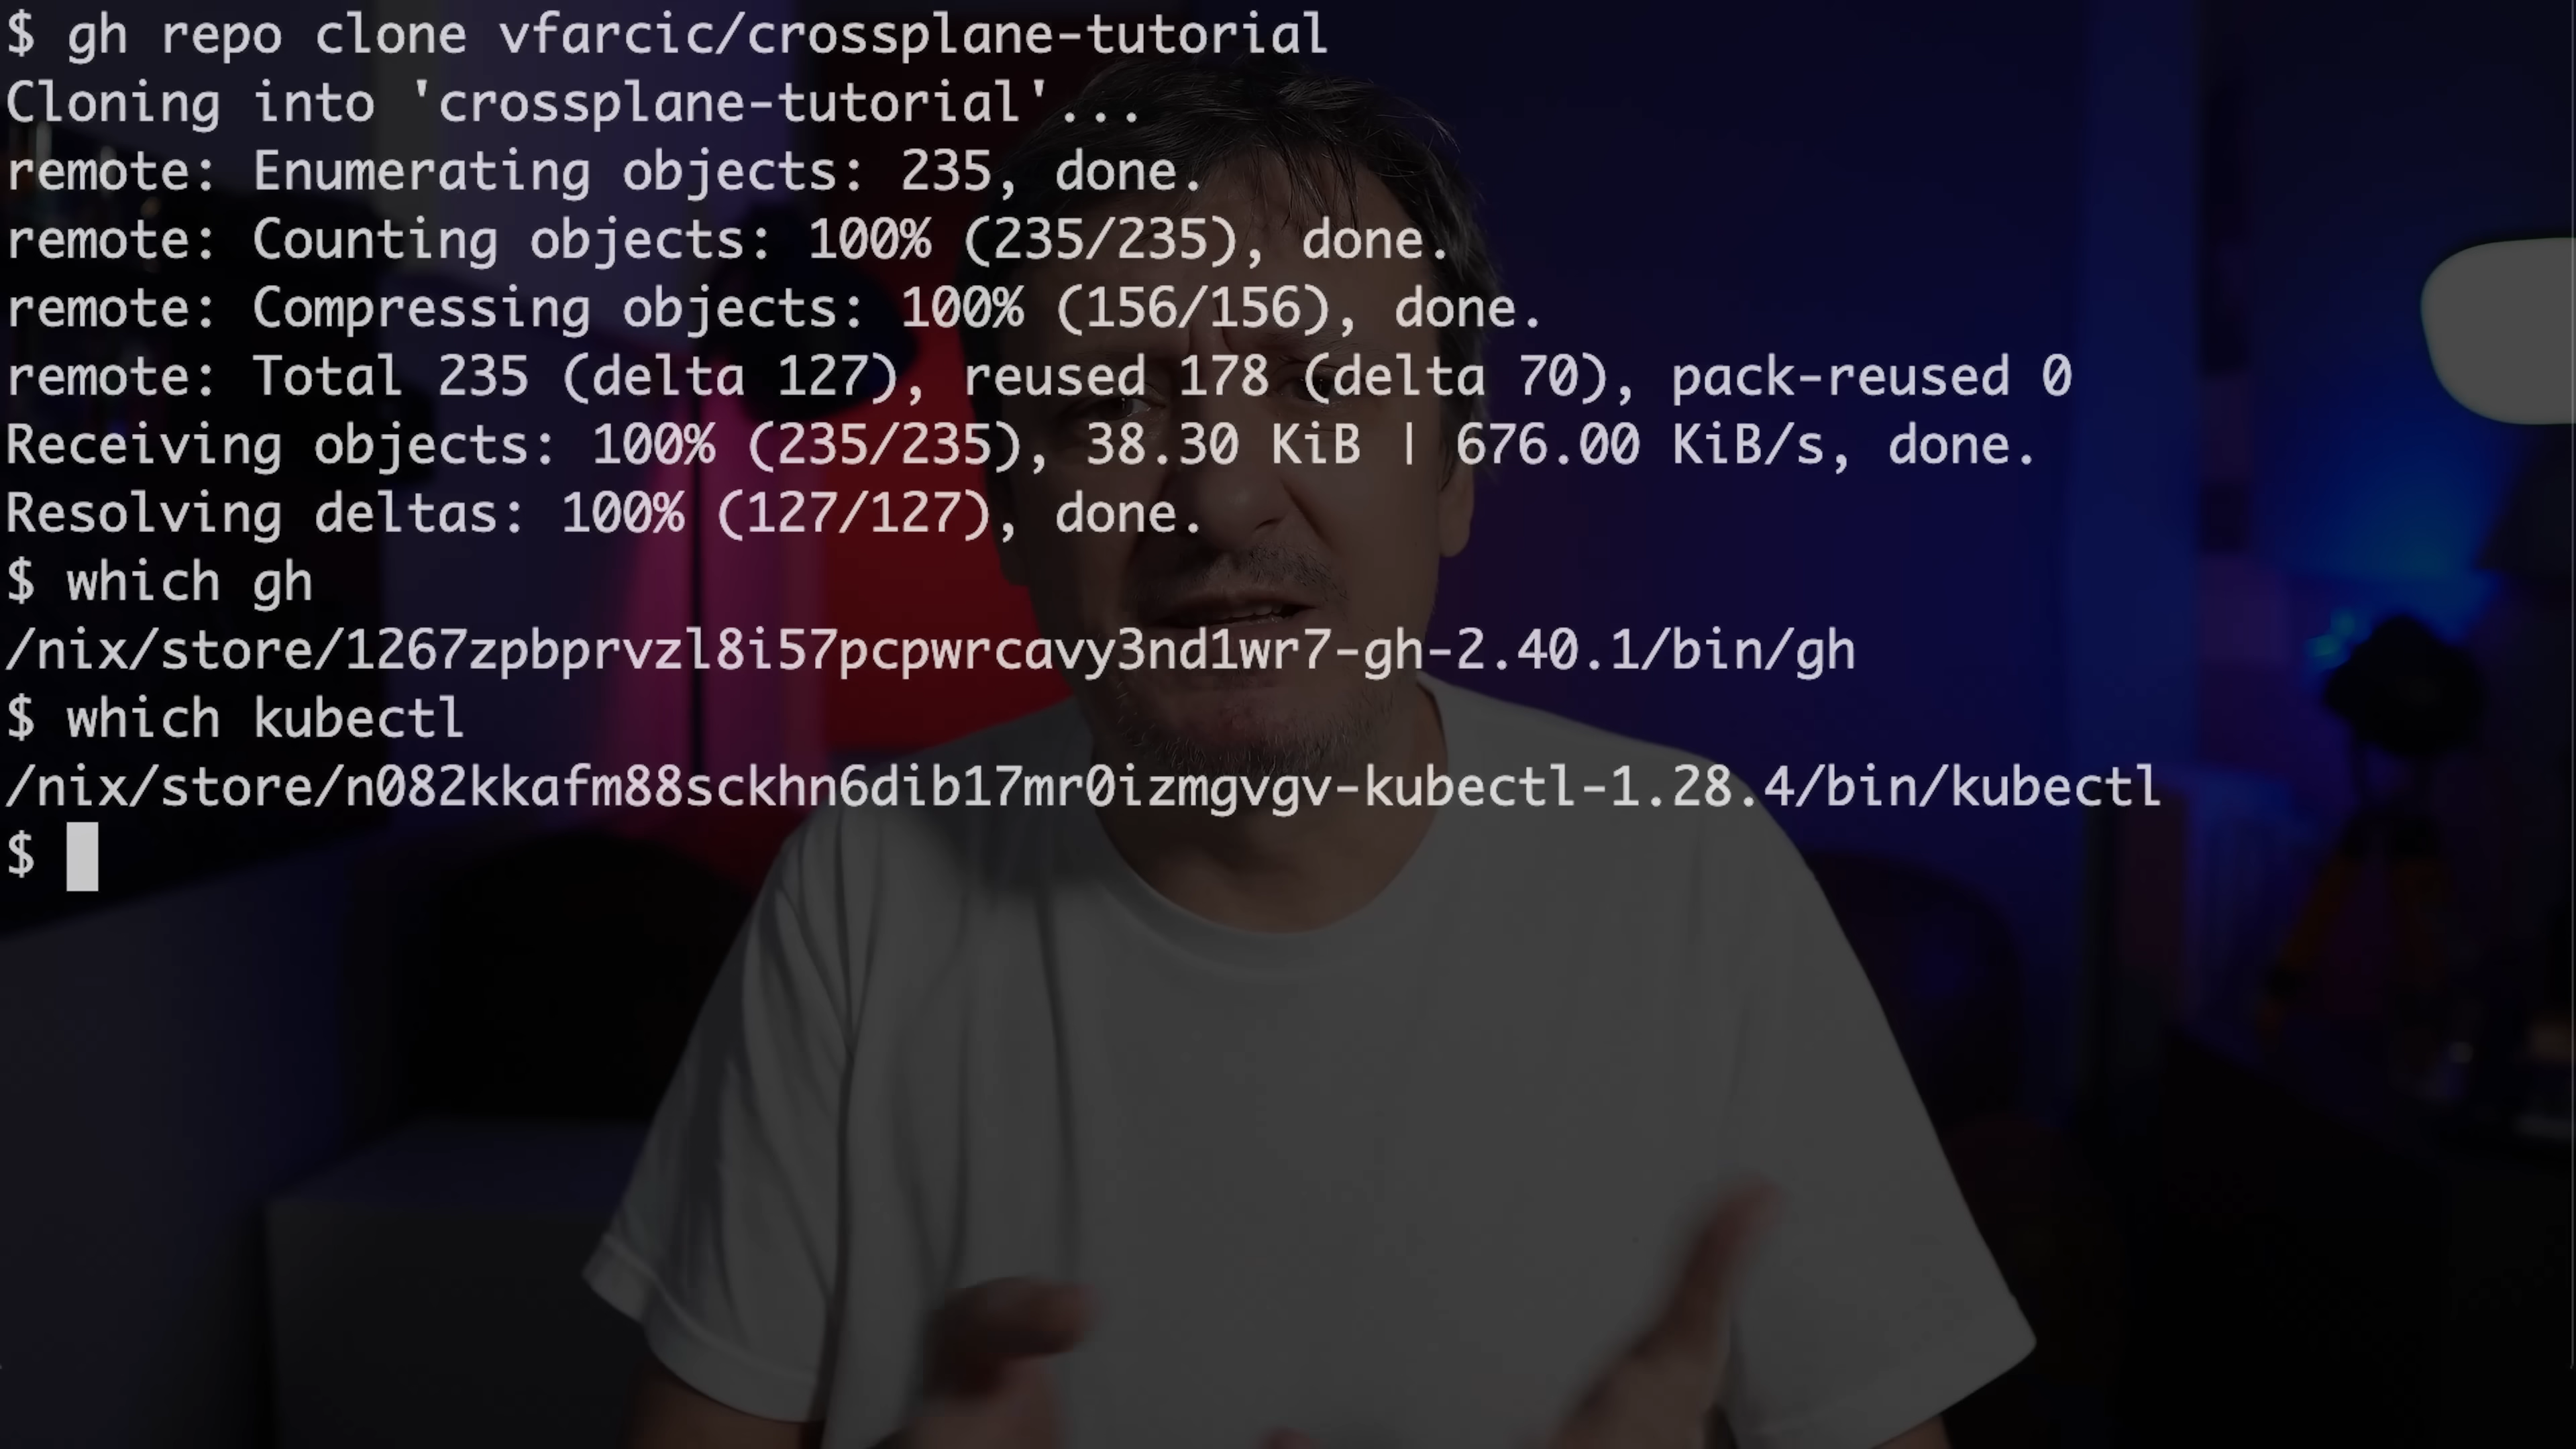 $ gh repo clone vfarcic/crossplane-tutorial
Cloning into 'crossplane-tutorial'...
remote: Enumerating objects: 235, done.
remote: Counting objects: 100% (235/235), done.
remote: Compressing objects: 100% (156/156), done.
remote: Total 235 (delta 127), reused 178 (delta 70), pack-reused 0
Receiving objects: 100% (235/235), 38.30 KiB | 676.00 KiB/s, done.
Resolving deltas: 100% (127/127), done.
$ which gh
/nix/store/1267zpbprvzl8i57pcpwrcavy3nd1wr7-gh-2.40.1/bin/gh
$ which kubectl
/nix/store/n082kkafm88sckhn6dib17mr0izmgvgv-kubectl-1.28.4/bin/kubectl
$